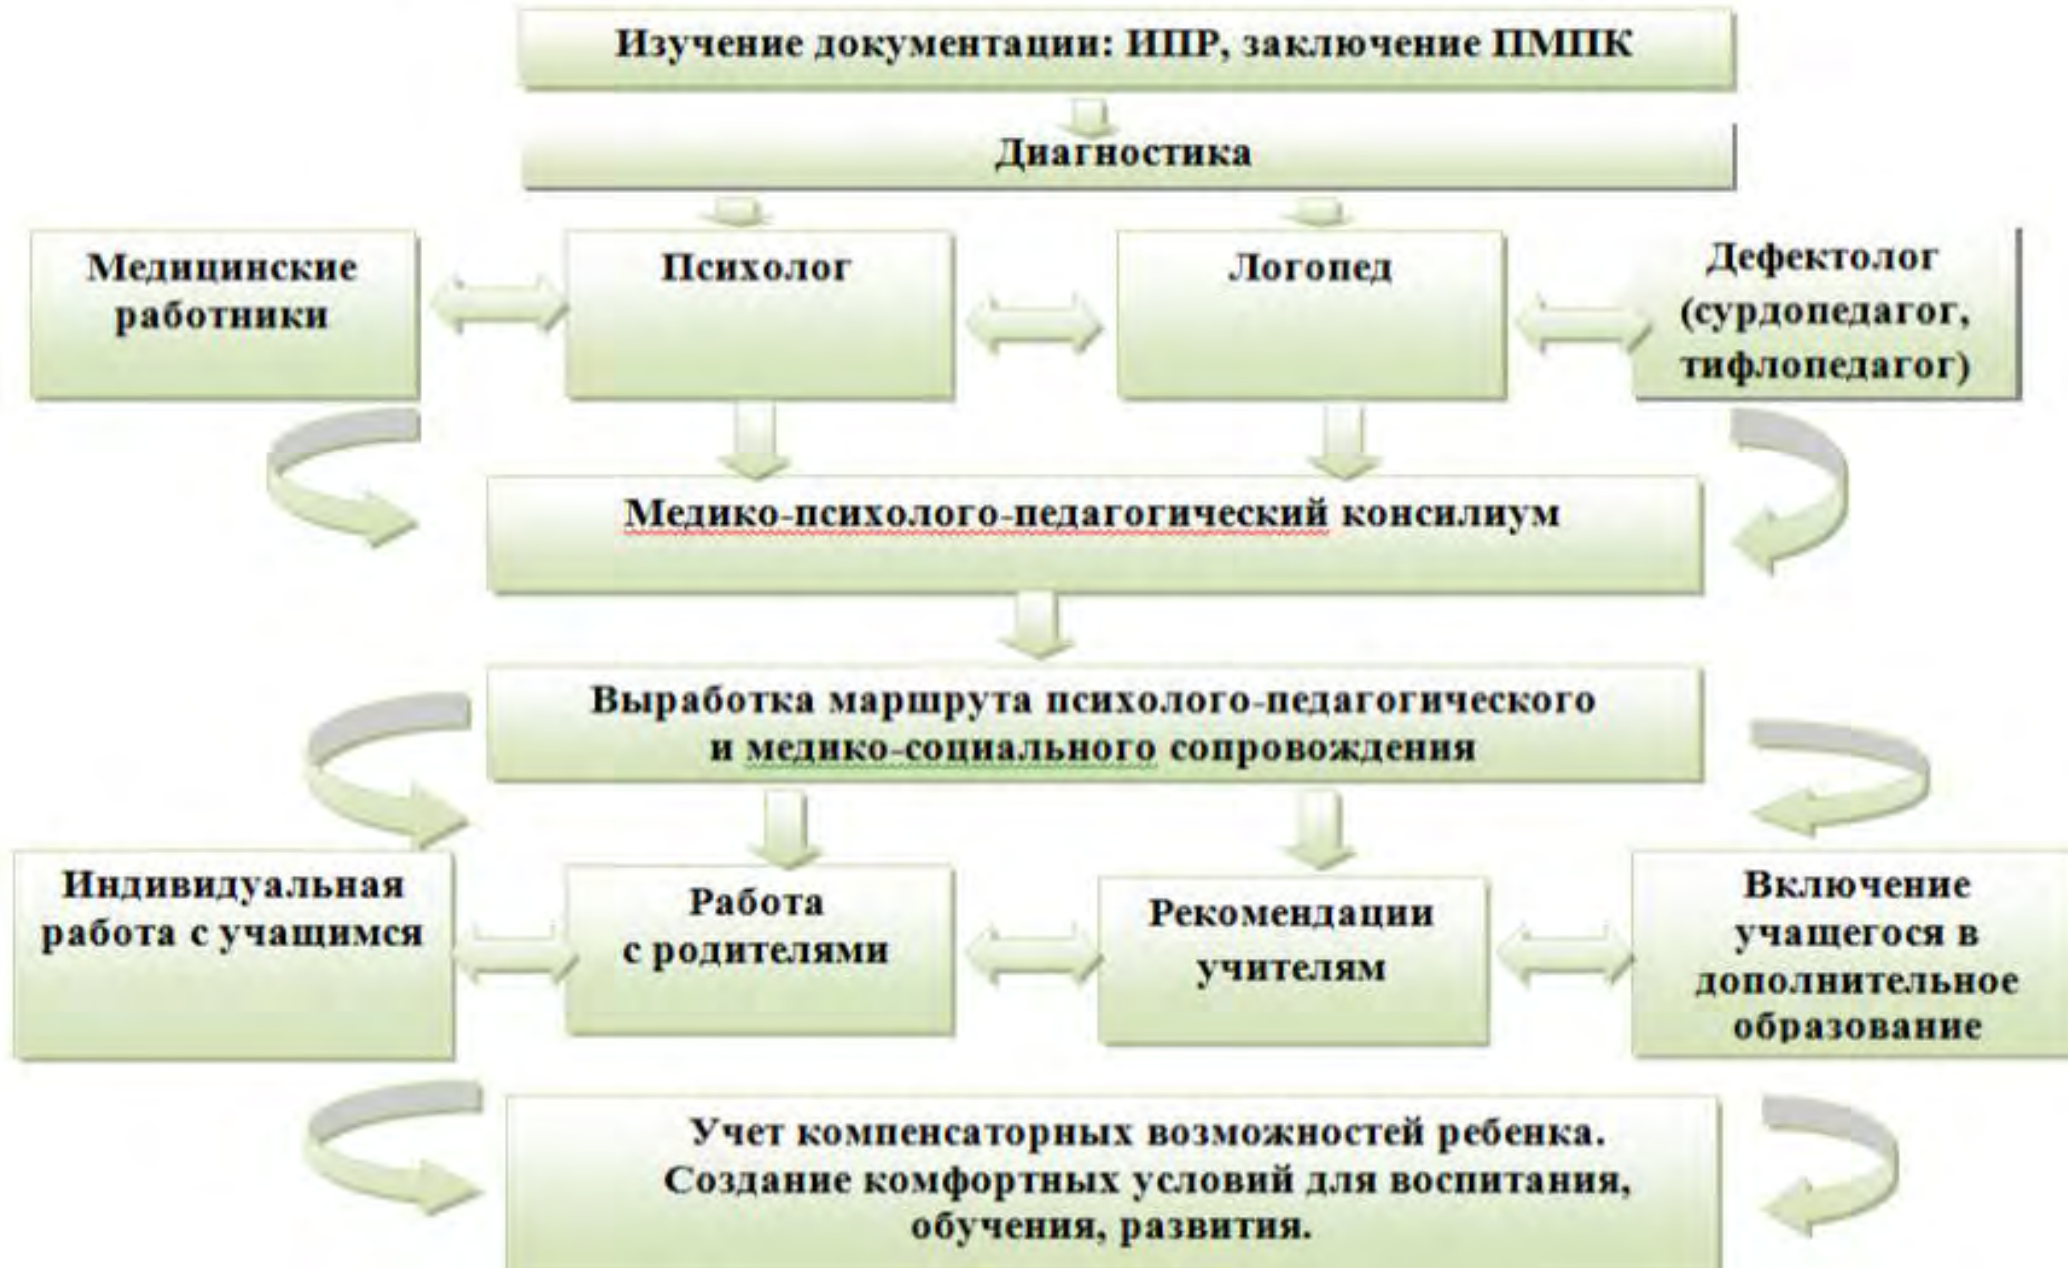 Изучение документации: ИПР, заключение ПМПК
Диагностика
Медицинские
работники
Психолог
Логопед
Дефектолог
(сурдопедагог,
тифлопедагог)
Медико-психолого-педагогический консилиум
Выработка маршрута психолого-педагогического
и медико-социального сопровождения
Индивидуальная
работа с учащимся
Работа
с родителями
Рекомендации
учителям
Включение
учащегося в
дополнительное
образование
Учет компенсаторных возможностей ребенка.
Создание комфортных условий для воспитания,
обучения, развития.